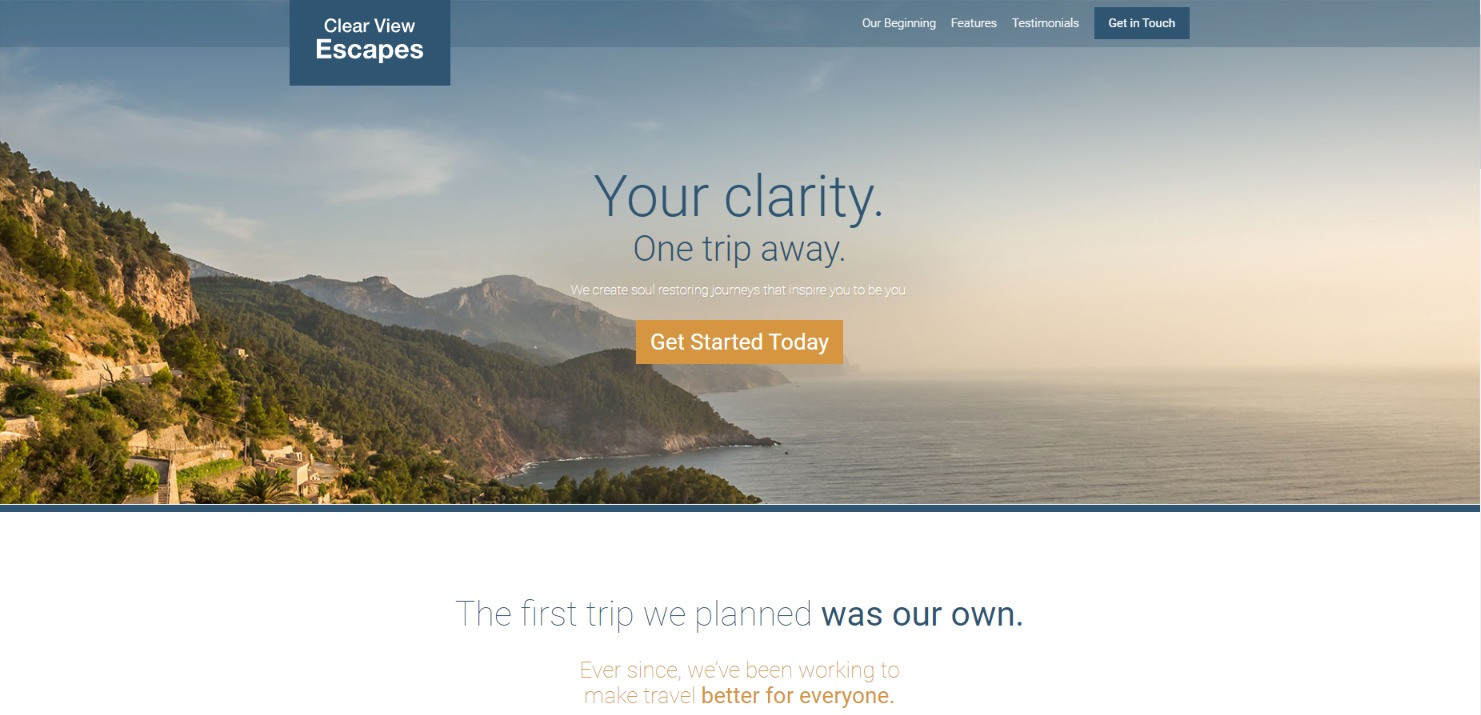 Clear View
Escapes
Our Beginning Features Testimonials Get in Touch
Your clarity.
One trip away.
We create soul restoring journeys that inspire you to be you.
Get Started Today
The first trip we planned was our own.
Ever since, we've been working to
make travel better for everyone.